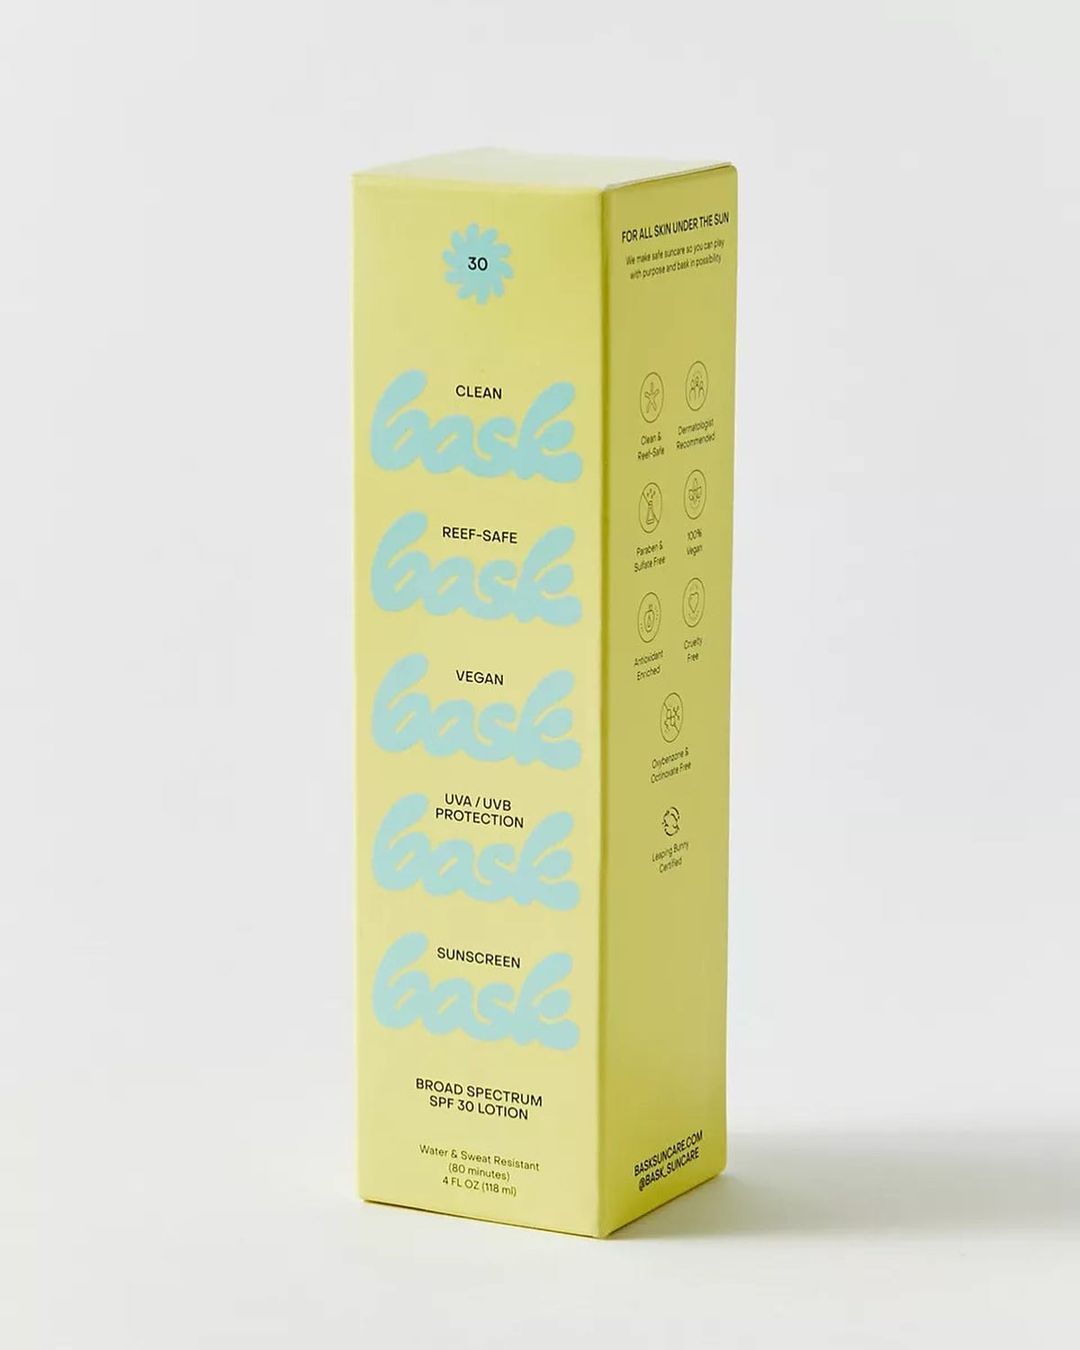 30
CLEAN
bask
REEF-SAFE
bask
VEGAN
bask
UVA / UVB
PROTECTION
bask
SUNSCREEN
bask
BROAD SPECTRUM
SPF 30 LOTION
Water & Sweat Resistant
(80 minutes)
4 FL OZ (118 ml)
FOR ALL SKIN UNDER THE SUN
We make safe suncare so you can play
with purpose and bask in possibility
Clean &
Reef-Safe
Dermatologist
Recommended
Paraben &
Sulfate Free
100%
Vegan
Antioxidant
Enriched
Cruelty
Free
Oxybenzone &
Octinoxate Free
Leaping Bunny
Certified
BASKSUNCARE.COM
@BASK_SUNCARE